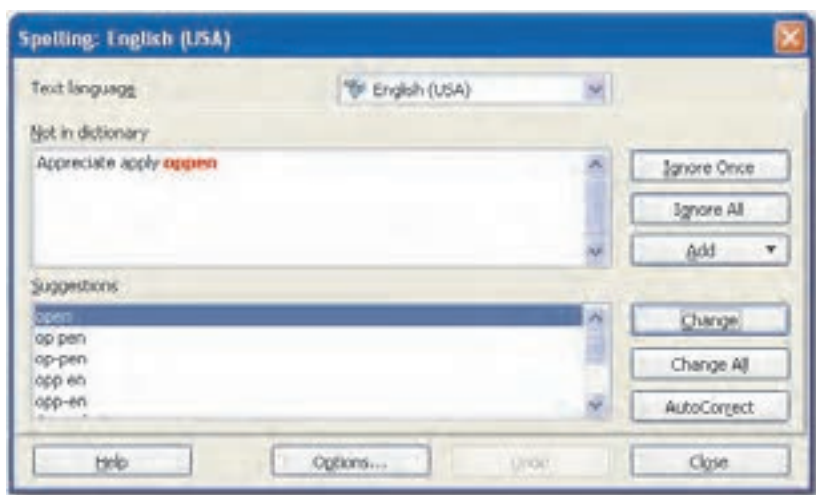 Spelling: English (USA)
Text language
English (USA)
Not in dictionary
Appreciate apply oppen
Ignore Once
Ignore All
Add
Suggestions
open
op pen
op-pen
opp en
opp-en
Change
Change All
AutoCorrect
Help
Options...
Undo
Close